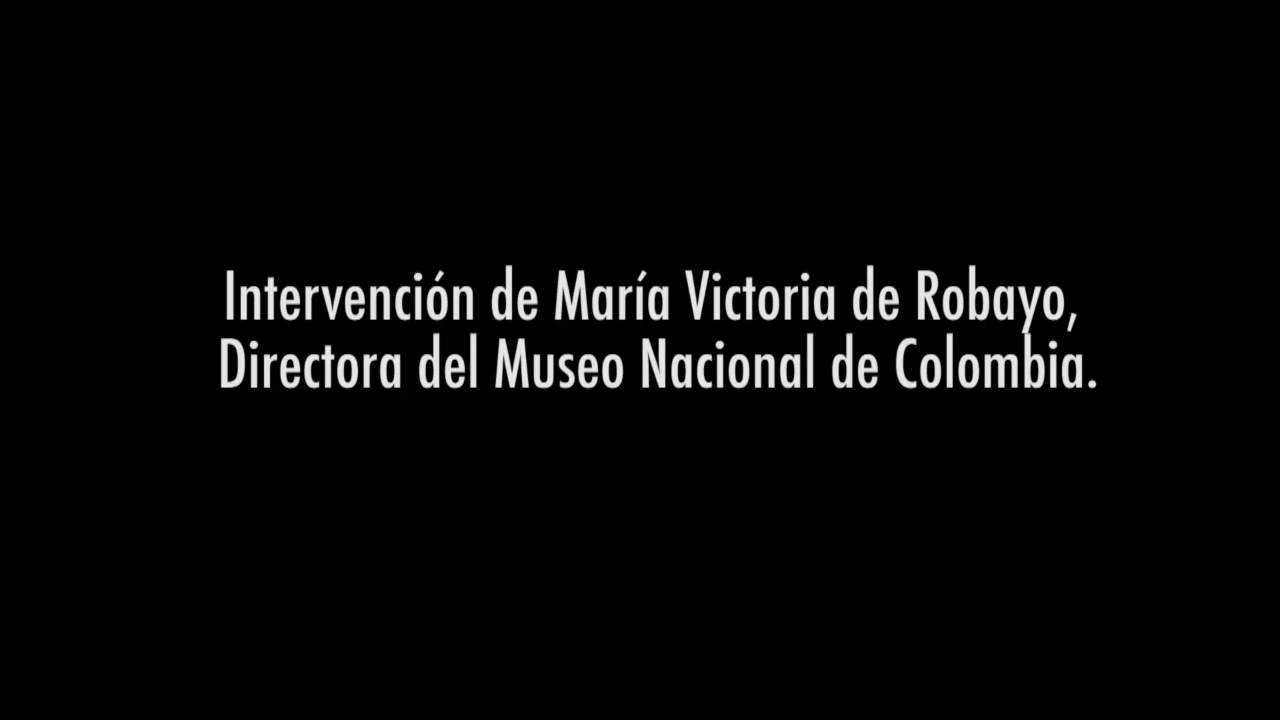 Intervención de María Victoria de Robayo,
Directora del Museo Nacional de Colombia.